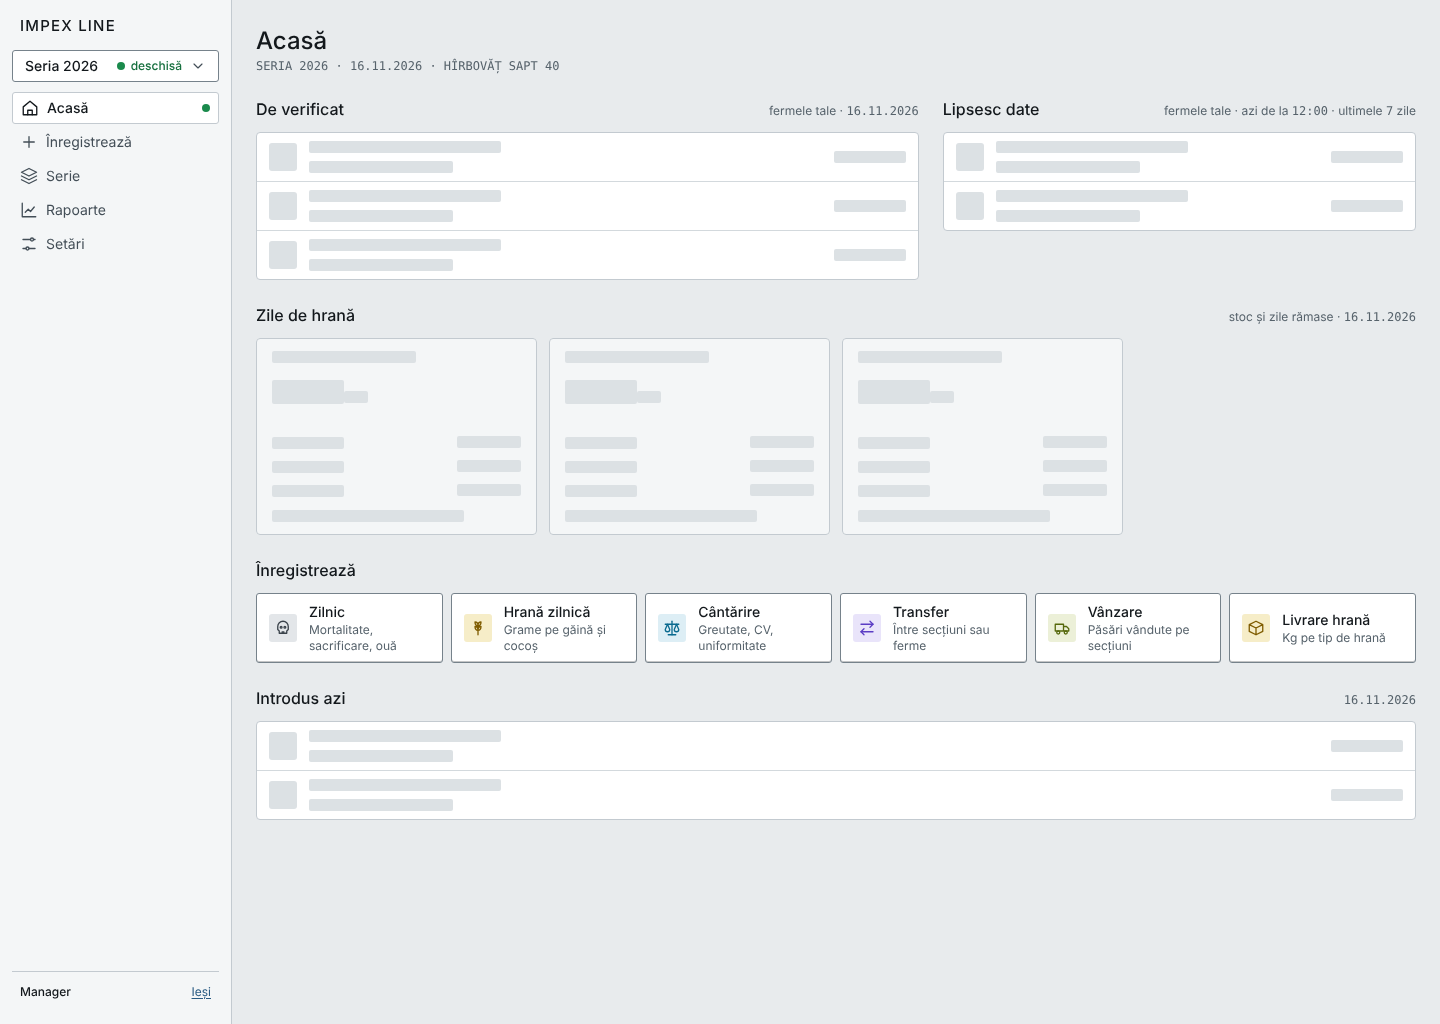 IMPEX LINE
Seria 2026 deschisă
Acasă
Înregistrează
Serie
Rapoarte
Setări
Manager Ieși
Acasă
SERIA 2026 · 16.11.2026 · HÎRBOVĂȚ SAPT 40
De verificat fermele tale · 16.11.2026
Lipsesc date fermele tale · azi de la 12:00 · ultimele 7 zile
Zile de hrană stoc și zile rămase · 16.11.2026
Înregistrează
Zilnic
Mortalitate,
sacrificare, ouă
Hrană zilnică
Grame pe găină și
cocoș
Cântărire
Greutate, CV,
uniformitate
Transfer
Între secțiuni sau
ferme
Vânzare
Păsări vândute pe
secțiuni
Livrare hrană
Kg pe tip de hrană
Introdus azi 16.11.2026